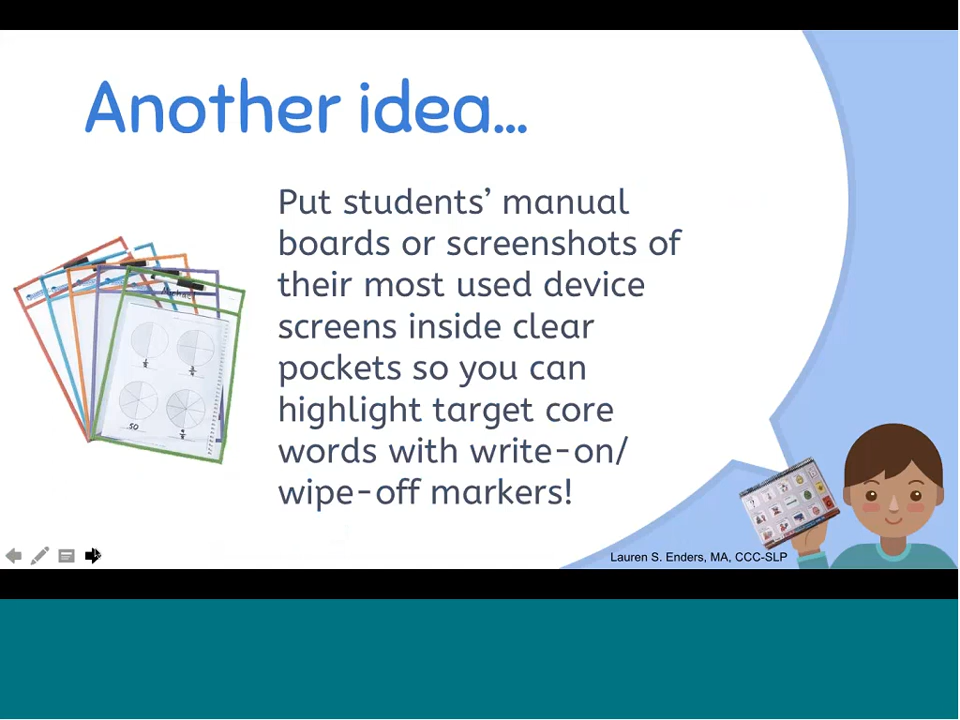 Another idea...
Put students’ manual
boards or screenshots of
their most used device
screens inside clear
pockets so you can
highlight target core
words with write-on/
wipe-off markers!
50
Lauren S. Enders, MA, CCC-SLP